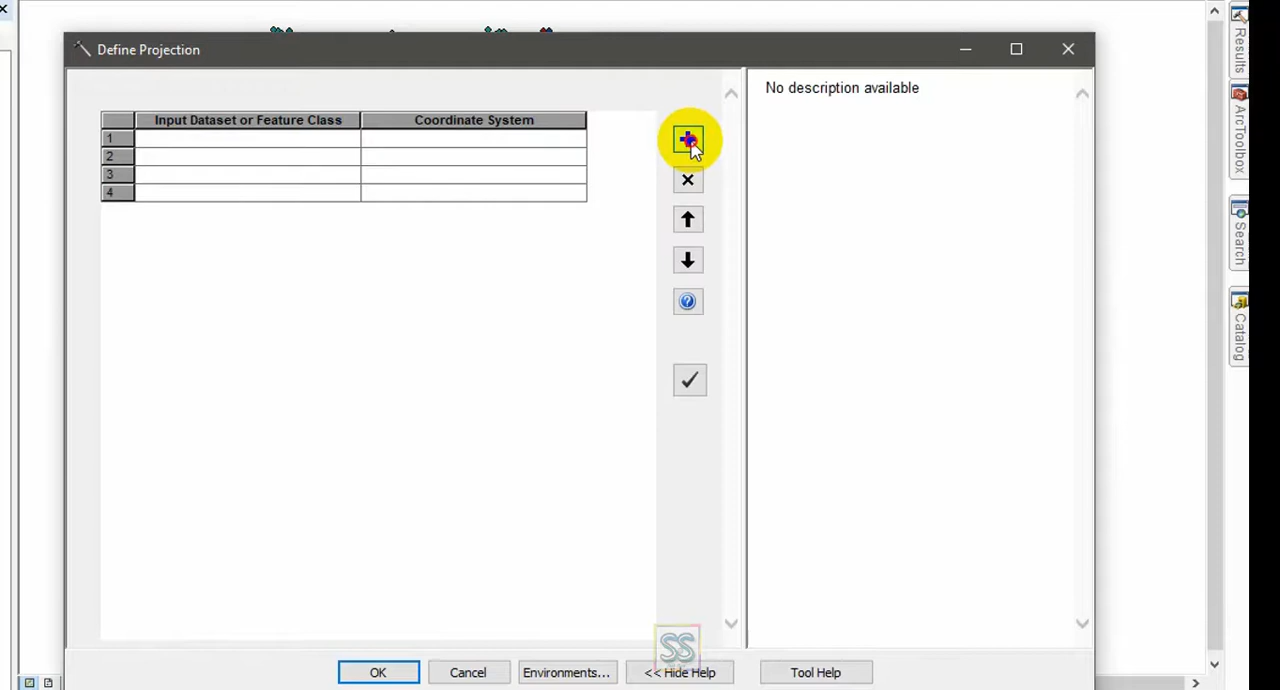 Define Projection
No description available
Input Dataset or Feature Class Coordinate System
1
2
3
4
Results
ArcToolbox
Search
Catalog
SS
OK Cancel Environments... << Hide Help Tool Help